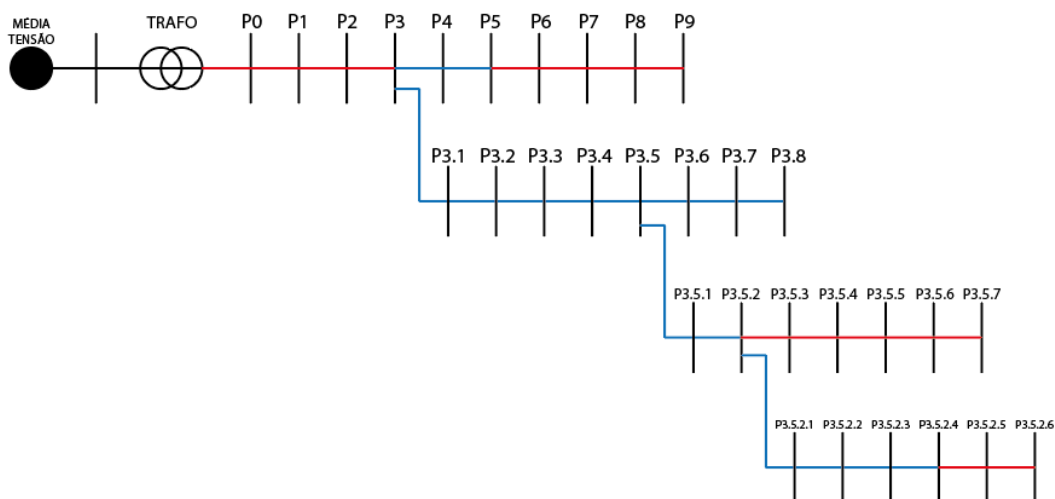 MÉDIA
TENSÃO
TRAFO
P0 P1 P2 P3 P4 P5 P6 P7 P8 P9
P3.1 P3.2 P3.3 P3.4 P3.5 P3.6 P3.7 P3.8
P3.5.1 P3.5.2 P3.5.3 P3.5.4 P3.5.5 P3.5.6 P3.5.7
P3.5.2.1 P3.5.2.2 P3.5.2.3 P3.5.2.4 P3.5.2.5 P3.5.2.6